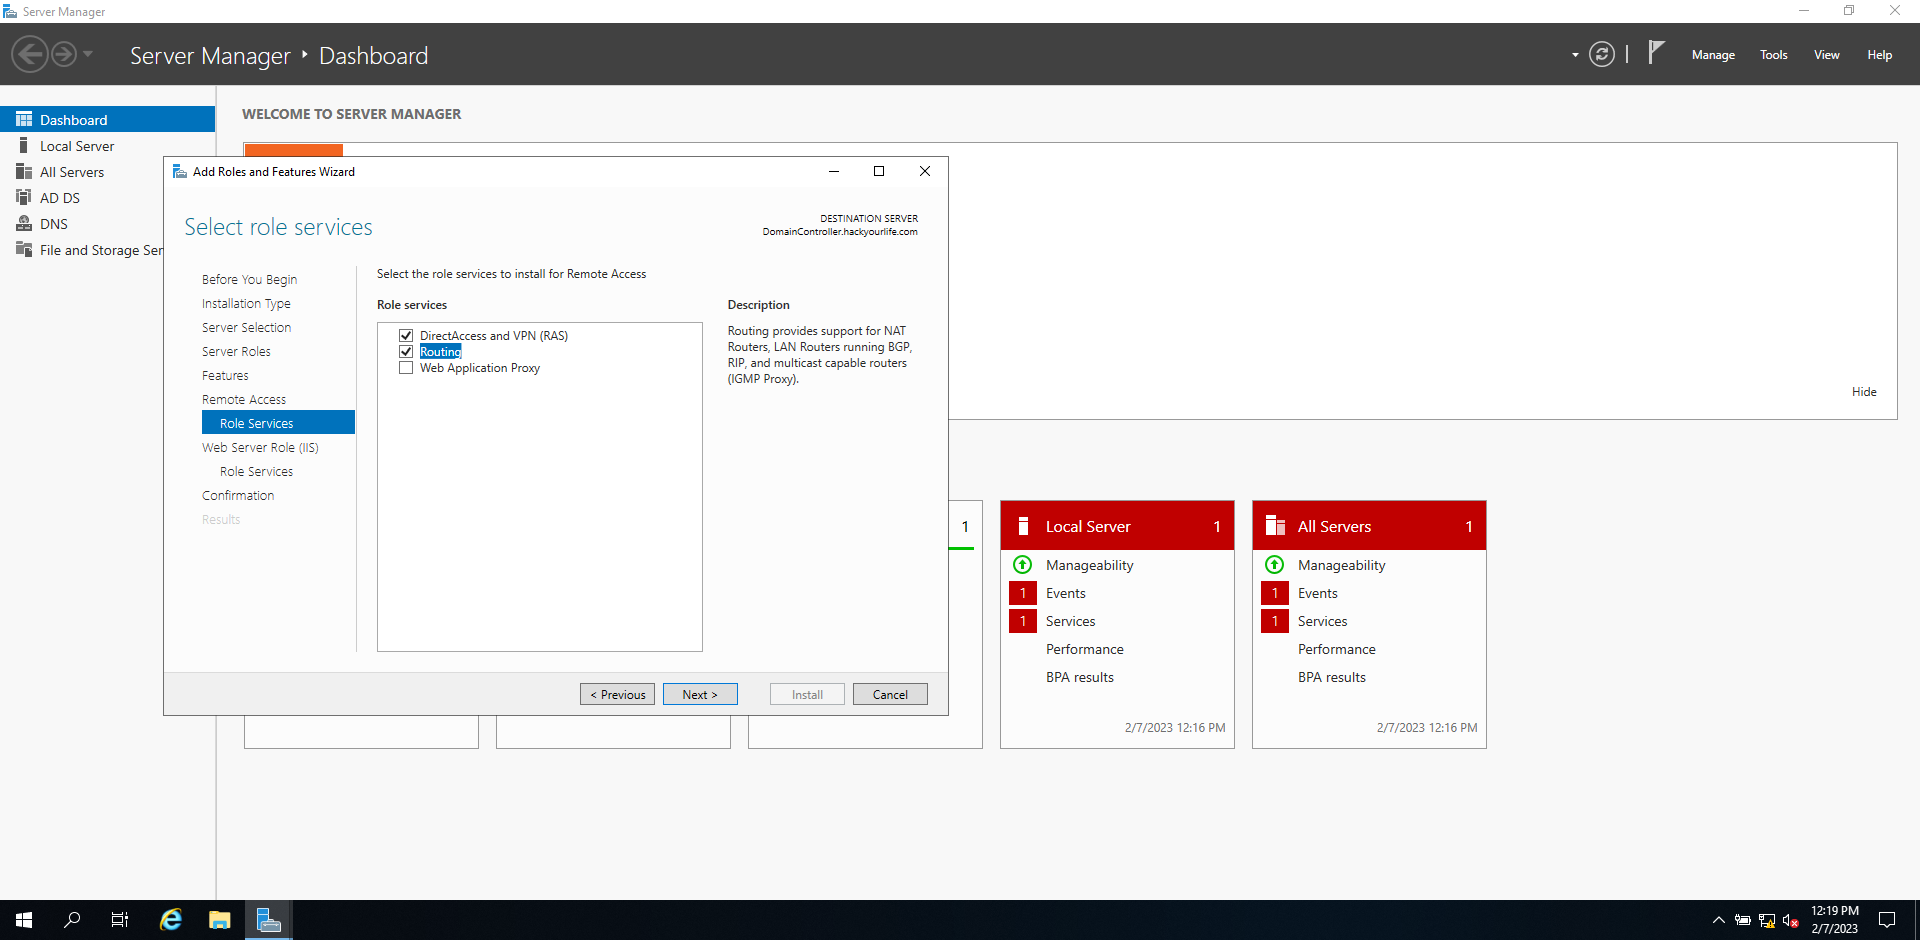 Server Manager
Server Manager ‣ Dashboard
Manage
Tools
View
Help
Dashboard
Local Server
All Servers
AD DS
DNS
File and Storage Ser
WELCOME TO SERVER MANAGER
Hide
Add Roles and Features Wizard
Select role services
DESTINATION SERVER
DomainController.hackyourlife.com
Before You Begin
Installation Type
Server Selection
Server Roles
Features
Remote Access
Role Services
Web Server Role (IIS)
Role Services
Confirmation
Results
Select the role services to install for Remote Access
Role services
DirectAccess and VPN (RAS)
Routing
Web Application Proxy
Description
Routing provides support for NAT
Routers, LAN Routers running BGP,
RIP, and multicast capable routers
(IGMP Proxy).
< Previous
Next >
Install
Cancel
1
Local Server 1
Manageability
1 Events
1 Services
Performance
BPA results
2/7/2023 12:16 PM
All Servers 1
Manageability
1 Events
1 Services
Performance
BPA results
2/7/2023 12:16 PM
12:19 PM
2/7/2023